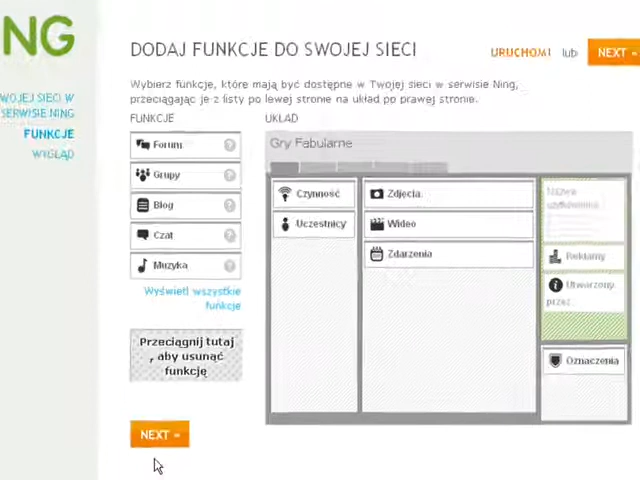 NG
DODAJ FUNKCJE DO SWOJEJ SIECI
URUCHOM! lub NEXT
WOJEJ SIECI W
SERWISIE NING
FUNKCJE
WYGLĄD
Wybierz funkcje, które mają być dostępne w Twojej sieci w serwisie Ning,
przeciągając je z listy po lewej stronie na układ po prawej stronie.
FUNKCJE
UKŁAD
Forum ?
Grupy ?
Blog ?
Czat ?
Muzyka ?
Wyświetl wszystkie
funkcje
Przeciągnij tutaj
, aby usunąć
funkcję
NEXT
Gry Fabularne
Czynność
Uczestnicy
Zdjęcia
Wideo
Zdarzenia
Nazwa
użytkownika
Reklamy
Utworzony
przez
Oznaczenia